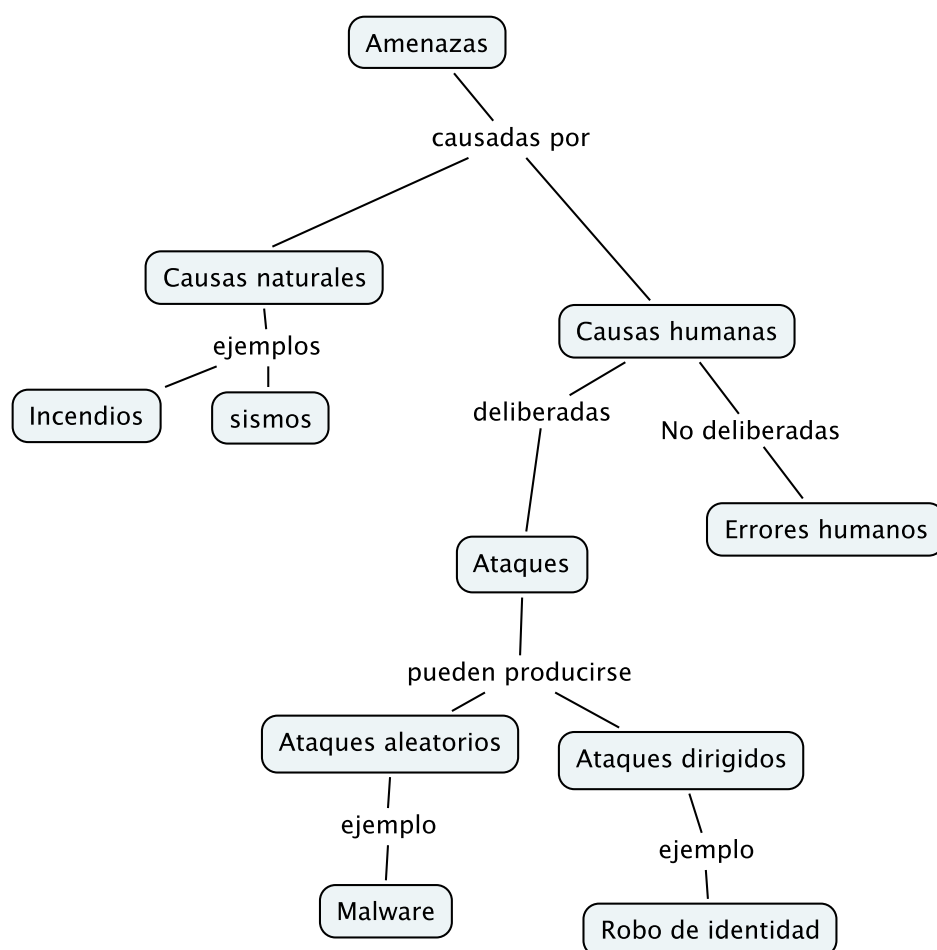 Amenazas
causadas por
Causas naturales
Causas humanas
ejemplos
Incendios
sismos
deliberadas
No deliberadas
Errores humanos
Ataques
pueden producirse
Ataques aleatorios
Ataques dirigidos
ejemplo
ejemplo
Malware
Robo de identidad